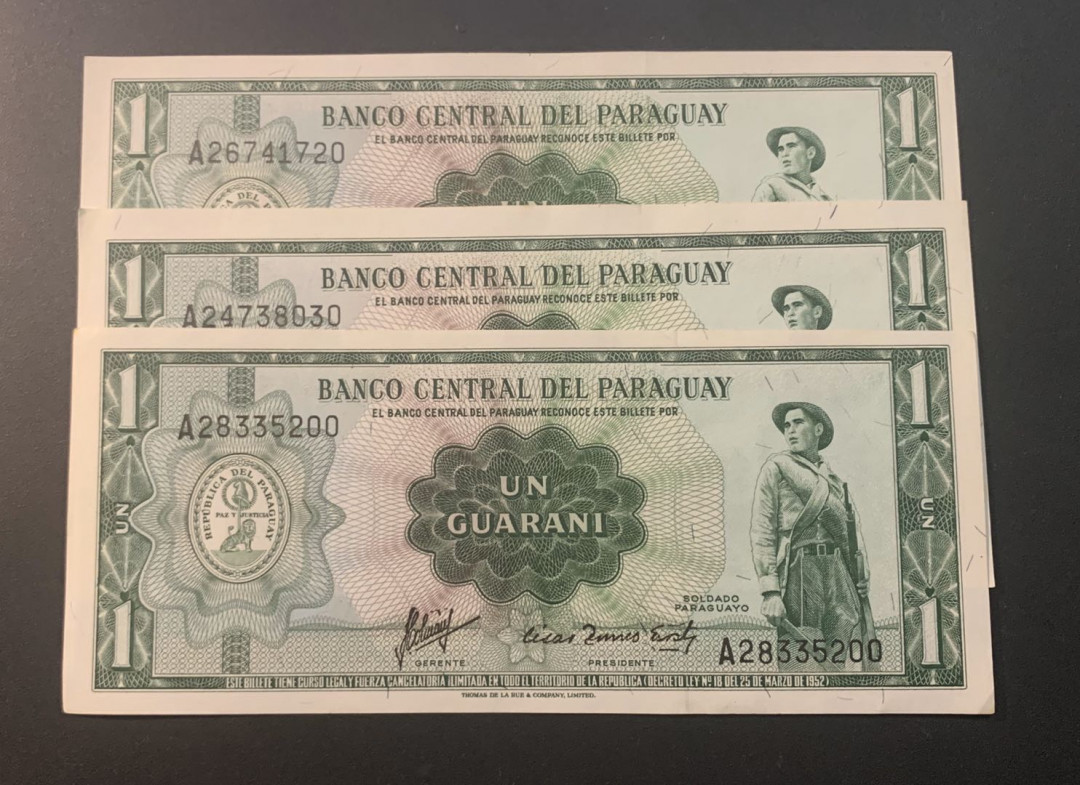 1 1
BANCO CENTRAL DEL PARAGUAY
EL BANCO CENTRAL DEL PARAGUAY RECONOCE ESTE BILLETE POR
A26741720
1 1
BANCO CENTRAL DEL PARAGUAY
EL BANCO CENTRAL DEL PARAGUAY RECONOCE ESTE BILLETE POR
A24738030
1 1
BANCO CENTRAL DEL PARAGUAY
EL BANCO CENTRAL DEL PARAGUAY RECONOCE ESTE BILLETE POR
A28335200
REPÚBLICA DEL PARAGUAY
PAZ Y JUSTICIA
UN
GUARANI
UN
UN
SOLDADO
PARAGUAYO
1 1
GERENTE
PRESIDENTE
A28335200
ESTE BILLETE TIENE CURSO LEGAL Y FUERZA CANCELATORIA ILIMITADA EN TODO EL TERRITORIO DE LA REPUBLICA (DECRETO LEY Nº 18 DEL 25 DE MARZO DE 1952)
THOMAS DE LA RUE & COMPANY, LIMITED.